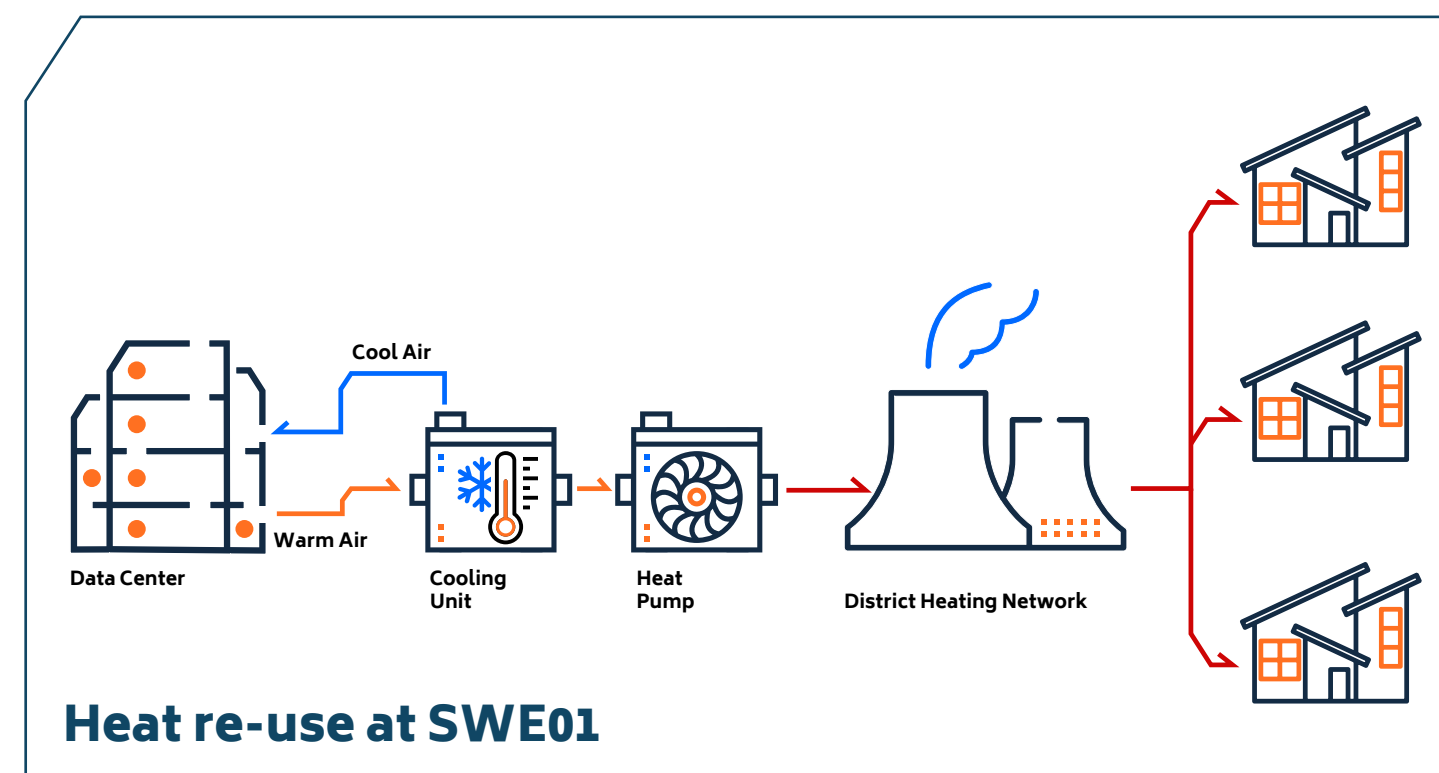 Cool Air
Warm Air
Data Center
Cooling
Unit
Heat
Pump
District Heating Network
Heat re-use at SWE01